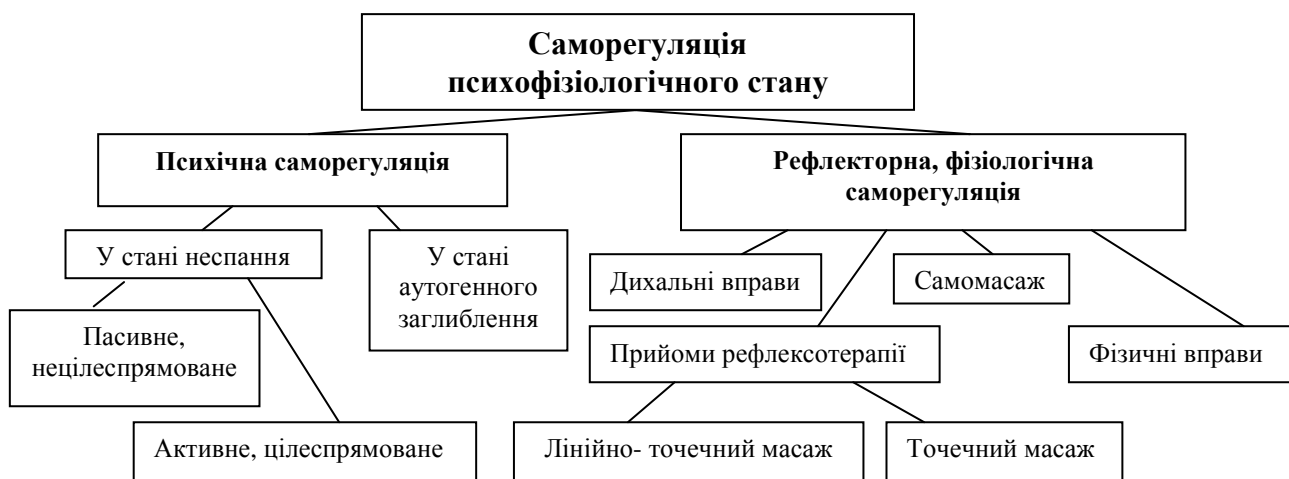 Саморегуляція
психофізіологічного стану
Психічна саморегуляція
Рефлекторна, фізіологічна
саморегуляція
У стані неспання
У стані
аутогенного
заглиблення
Дихальні вправи
Самомасаж
Пасивне,
нецілеспрямоване
Прийоми рефлексотерапії
Фізичні вправи
Активне, цілеспрямоване
Лінійно- точечний масаж
Точечний масаж